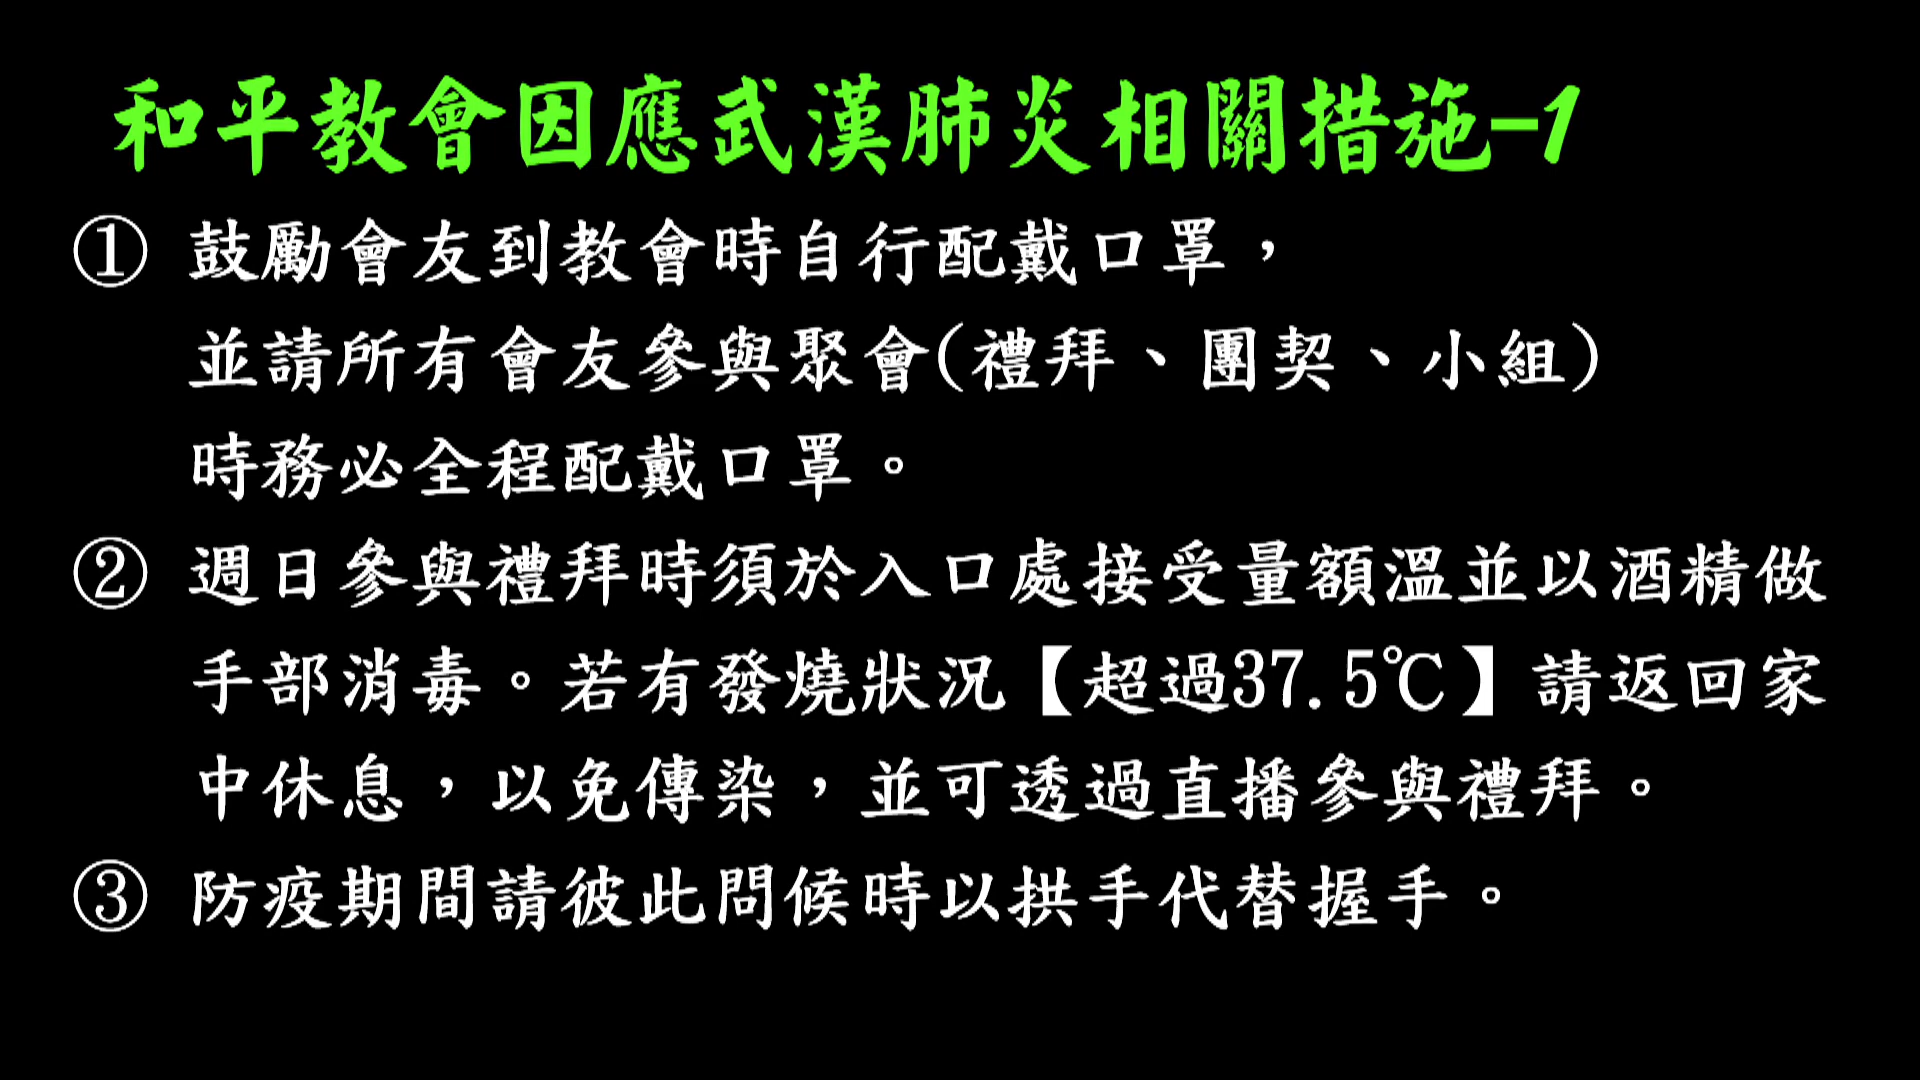 和平教會因應武漢肺炎相關措施-1
① 鼓勵會友到教會時自行配戴口罩，
並請所有會友參與聚會(禮拜、團契、小組)
時務必全程配戴口罩。
② 週日參與禮拜時須於入口處接受量額溫並以酒精做
手部消毒。若有發燒狀況【超過37.5℃】請返回家
中休息，以免傳染，並可透過直播參與禮拜。
③ 防疫期間請彼此問候時以拱手代替握手。